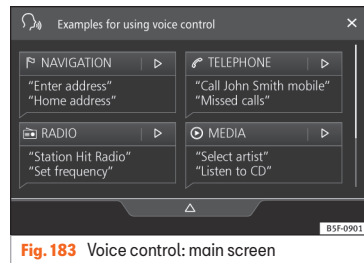 Examples for using voice control
NAVIGATION
TELEPHONE
"Enter address"
"Home address"
"Call John Smith mobile"
"Missed calls"
RADIO
MEDIA
"Station Hit Radio"
"Set frequency"
"Select artist"
"Listen to CD"
B5F-0901
Fig. 183 Voice control: main screen